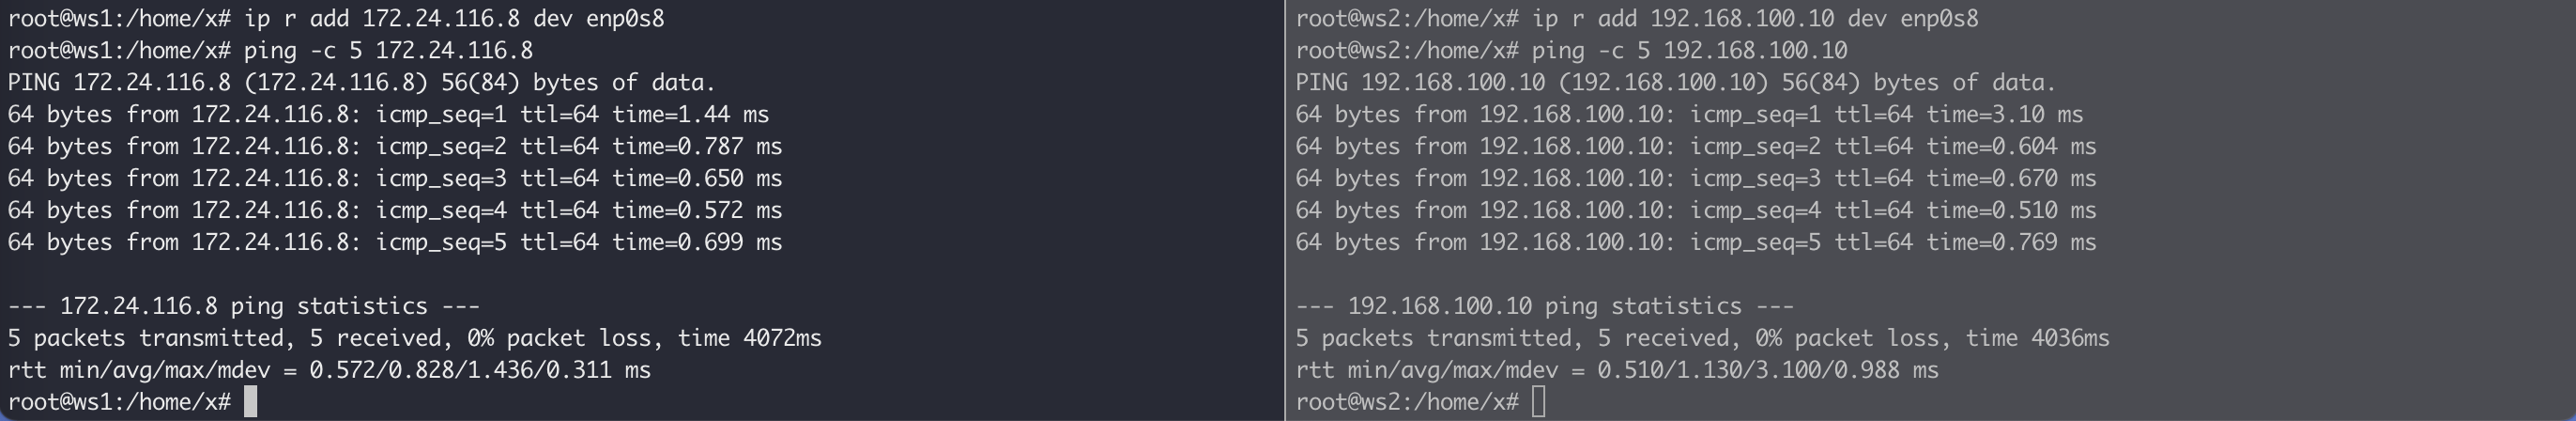 root@ws1:/home/x# ip r add 172.24.116.8 dev enp0s8
root@ws1:/home/x# ping -c 5 172.24.116.8
PING 172.24.116.8 (172.24.116.8) 56(84) bytes of data.
64 bytes from 172.24.116.8: icmp_seq=1 ttl=64 time=1.44 ms
64 bytes from 172.24.116.8: icmp_seq=2 ttl=64 time=0.787 ms
64 bytes from 172.24.116.8: icmp_seq=3 ttl=64 time=0.650 ms
64 bytes from 172.24.116.8: icmp_seq=4 ttl=64 time=0.572 ms
64 bytes from 172.24.116.8: icmp_seq=5 ttl=64 time=0.699 ms
--- 172.24.116.8 ping statistics ---
5 packets transmitted, 5 received, 0% packet loss, time 4072ms
rtt min/avg/max/mdev = 0.572/0.828/1.436/0.311 ms
root@ws1:/home/x#
root@ws2:/home/x# ip r add 192.168.100.10 dev enp0s8
root@ws2:/home/x# ping -c 5 192.168.100.10
PING 192.168.100.10 (192.168.100.10) 56(84) bytes of data.
64 bytes from 192.168.100.10: icmp_seq=1 ttl=64 time=3.10 ms
64 bytes from 192.168.100.10: icmp_seq=2 ttl=64 time=0.604 ms
64 bytes from 192.168.100.10: icmp_seq=3 ttl=64 time=0.670 ms
64 bytes from 192.168.100.10: icmp_seq=4 ttl=64 time=0.510 ms
64 bytes from 192.168.100.10: icmp_seq=5 ttl=64 time=0.769 ms
--- 192.168.100.10 ping statistics ---
5 packets transmitted, 5 received, 0% packet loss, time 4036ms
rtt min/avg/max/mdev = 0.510/1.130/3.100/0.988 ms
root@ws2:/home/x#